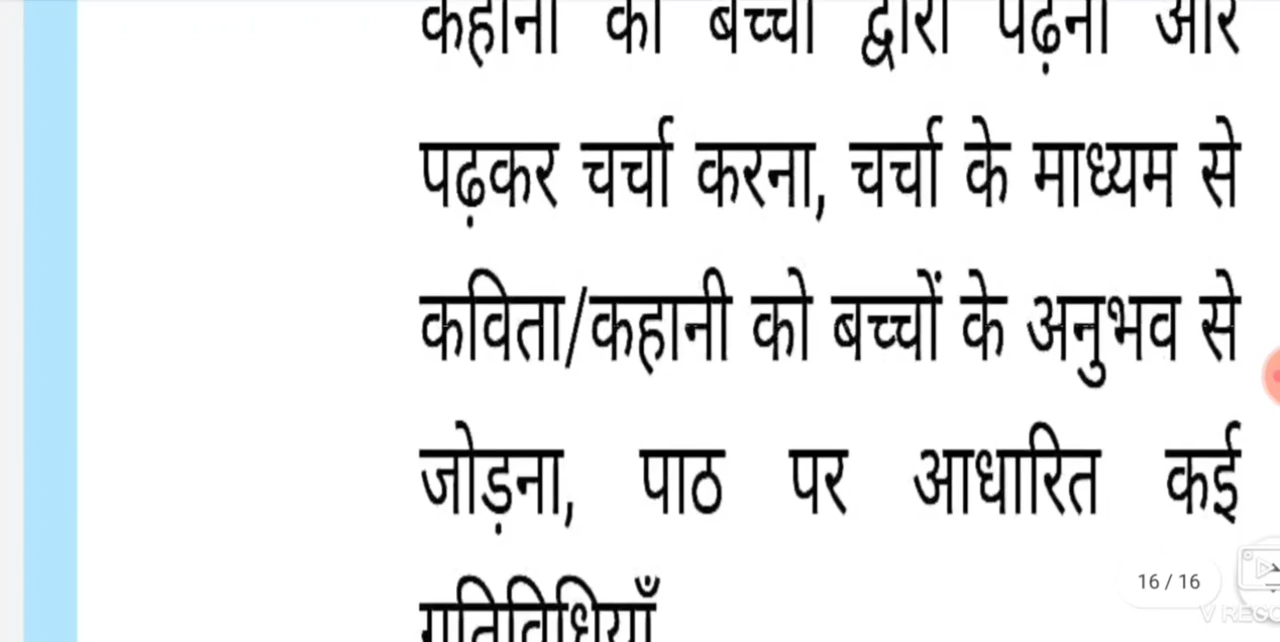 कहानी को बच्चों द्वारा पढ़ना और
पढ़कर चर्चा करना, चर्चा के माध्यम से
कविता/कहानी को बच्चों के अनुभव से
जोड़ना, पाठ पर आधारित कई
गतिविधियाँ
16 / 16
V REC